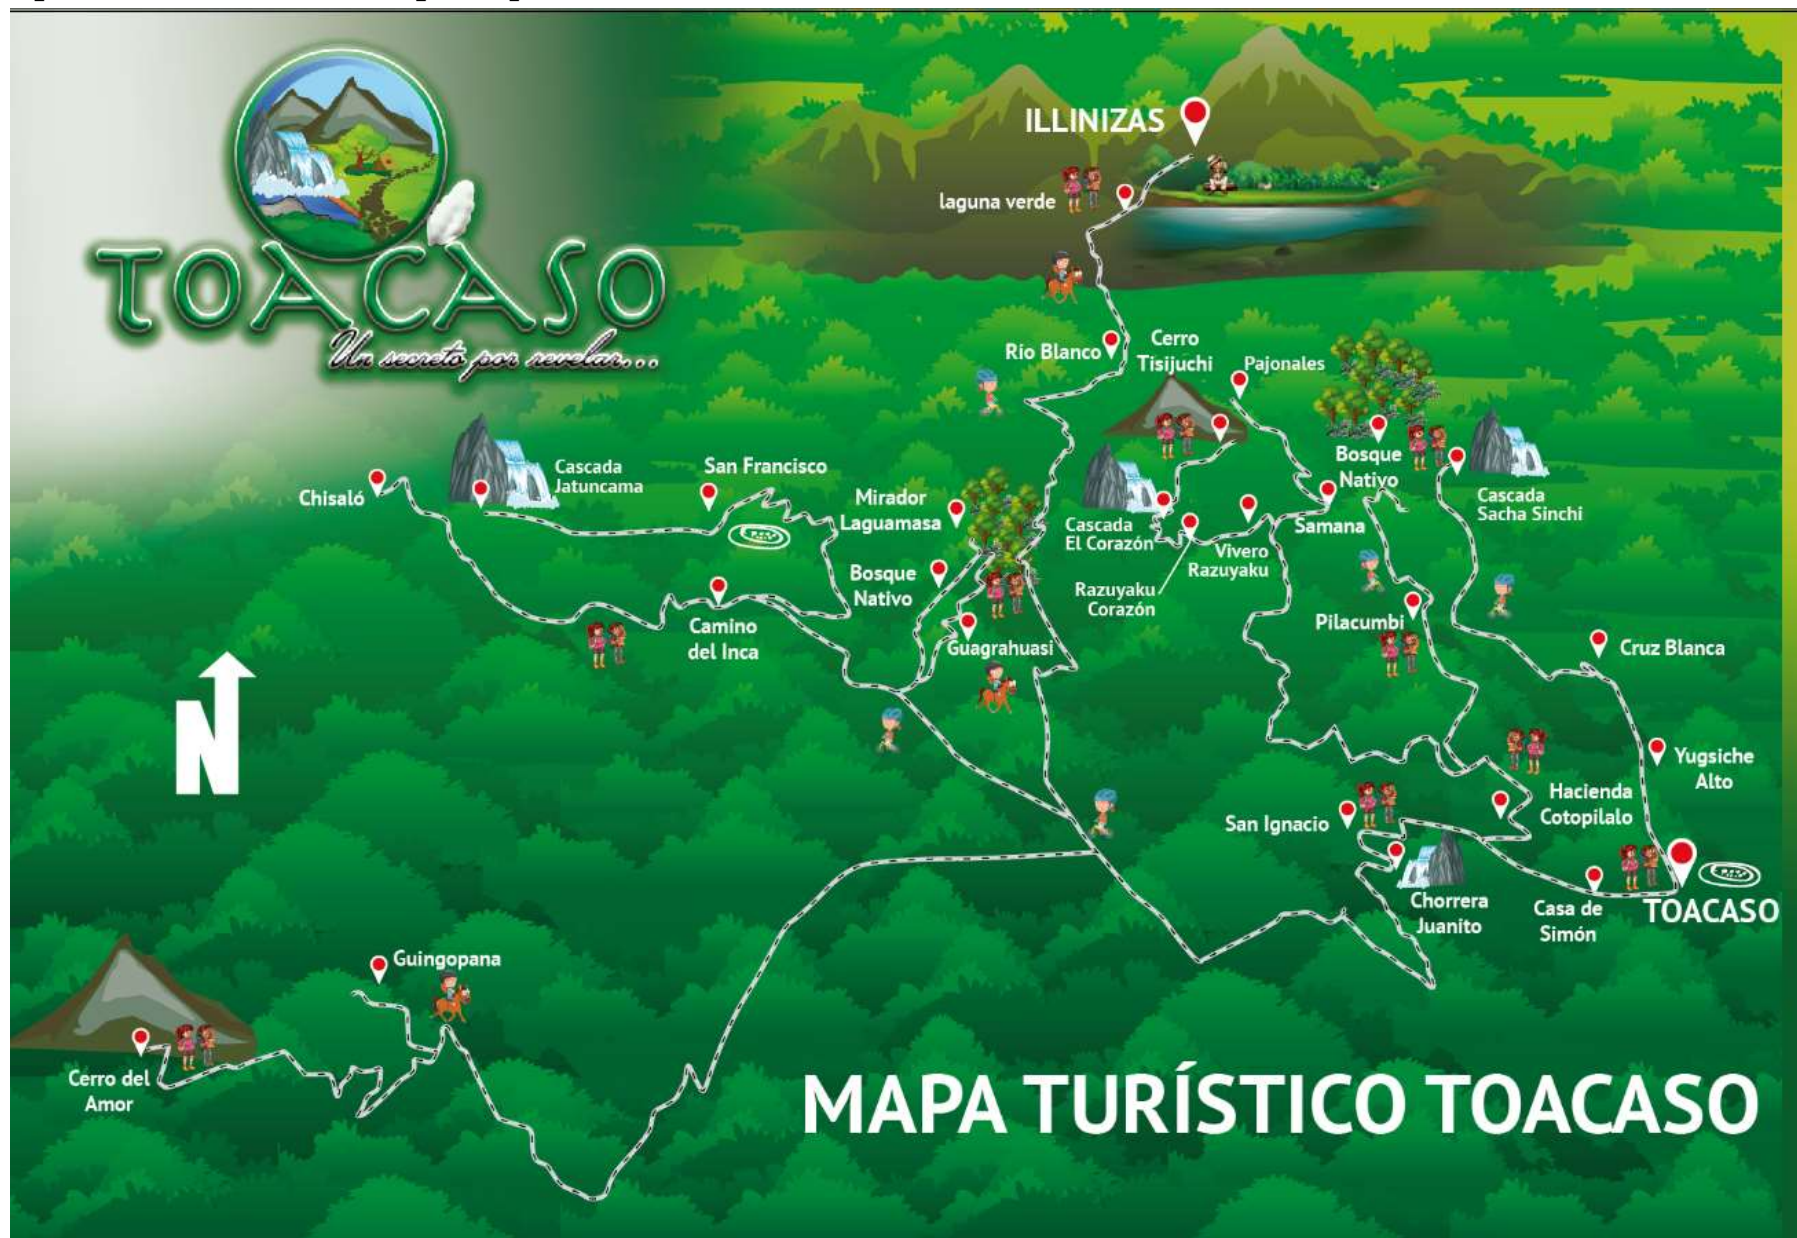 TOACASO
Un secreto por revelar...
ILLINIZAS
laguna verde
Río Blanco
Cerro
Tisijuchi
Pajonales
Bosque
Nativo
Cascada
Sacha Sinchi
Cascada
Jatuncama
San Francisco
Chisaló
Mirador
Laguamasa
Cascada
El Corazón
Samana
Vivero
Razuyaku
Razuyaku
Corazón
Bosque
Nativo
Camino
del Inca
Guagrahuasi
Pilacumbi
Cruz Blanca
N
Yugsiche
Alto
Hacienda
Cotopilalo
San Ignacio
Chorrera
Juanito
Casa de
Simón
TOACASO
Guingopana
Cerro del
Amor
MAPA TURÍSTICO TOACASO